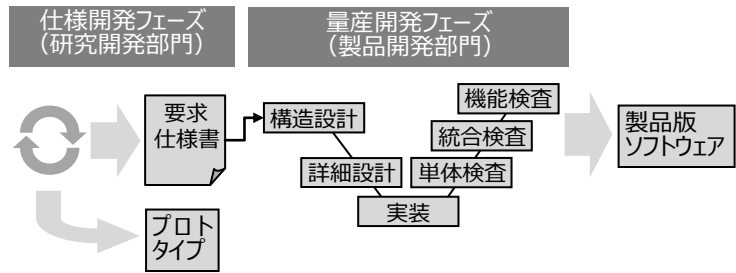 仕様開発フェーズ
（研究開発部門）
量産開発フェーズ
（製品開発部門）
要求
仕様書
構造設計
詳細設計
実装
単体検査
統合検査
機能検査
製品版
ソフトウェア
プロト
タイプ